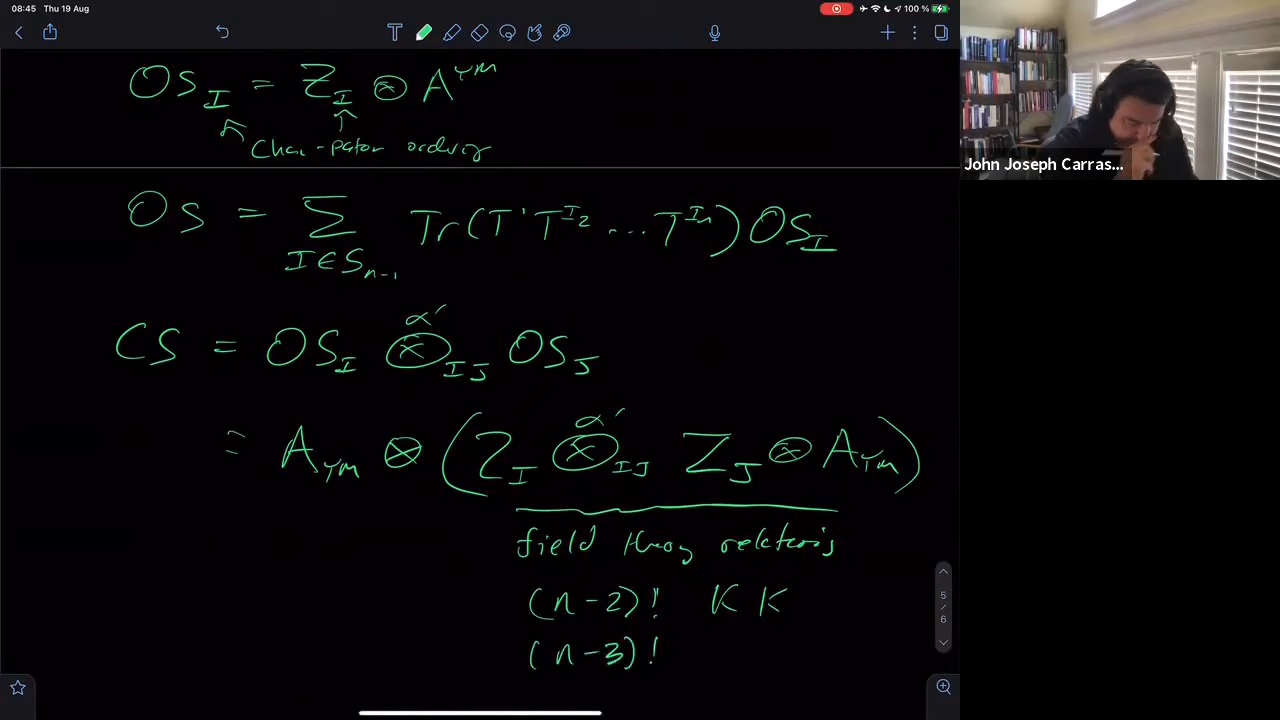 08:45 Thu 19 Aug
100 %
OS_I = Z_I ⊗ A^YM
Chan-Paton ordering
John Joseph Carras...
OS = Σ_{I∈S_{n-1}} Tr(T^1 T^{I_2} ... T^{I_n}) OS_I
CS = OS_I ⊗^{α'}_{IJ} OS_J
= A_YM ⊗ (Z_I ⊗^{α'}_{IJ} Z_J ⊗ A_YM)
field theory relations
(n-2)! KK
(n-3)!
5
/
6